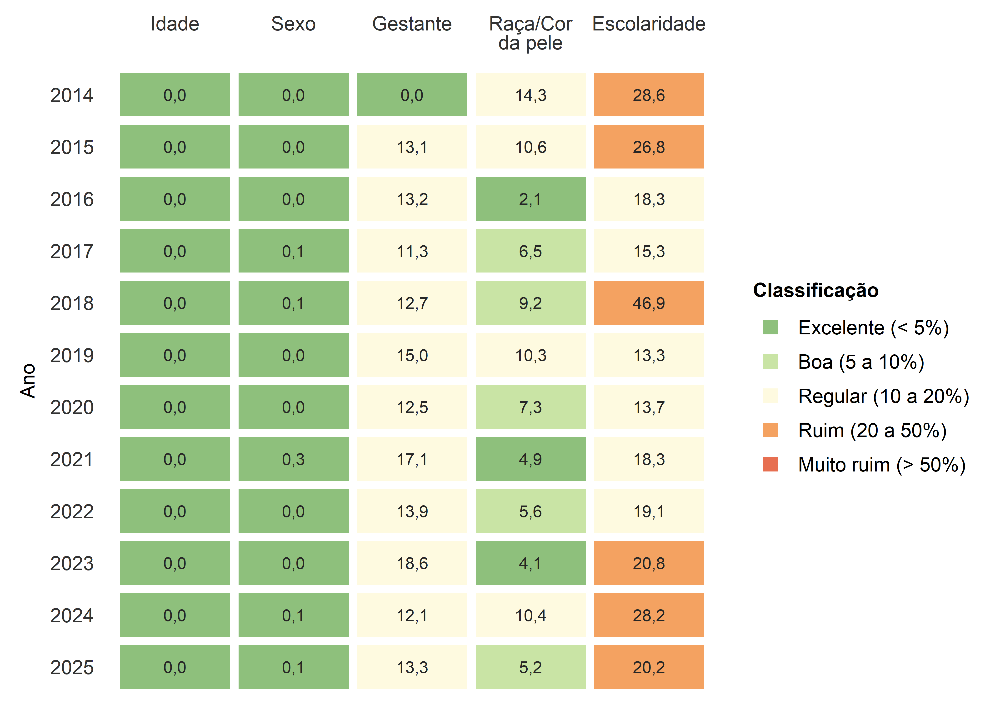 Idade Sexo Gestante Raça/Cor Escolaridade
da pele
2014 0,0 0,0 0,0 14,3 28,6
2015 0,0 0,0 13,1 10,6 26,8
2016 0,0 0,0 13,2 2,1 18,3
2017 0,0 0,1 11,3 6,5 15,3
2018 0,0 0,1 12,7 9,2 46,9
2019 0,0 0,0 15,0 10,3 13,3
2020 0,0 0,0 12,5 7,3 13,7
2021 0,0 0,3 17,1 4,9 18,3
2022 0,0 0,0 13,9 5,6 19,1
2023 0,0 0,0 18,6 4,1 20,8
2024 0,0 0,1 12,1 10,4 28,2
2025 0,0 0,1 13,3 5,2 20,2
Ano
Classificação
Excelente (< 5%)
Boa (5 a 10%)
Regular (10 a 20%)
Ruim (20 a 50%)
Muito ruim (> 50%)